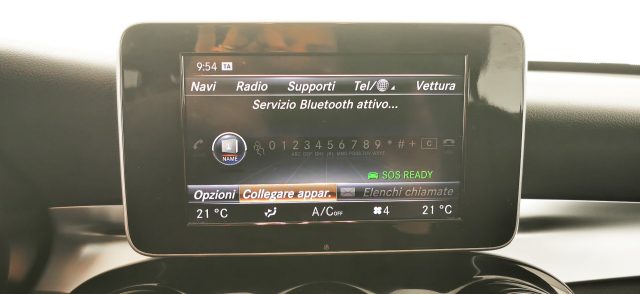 9:54 TA
Navi Radio Supporti Tel/ Vettura
Servizio Bluetooth attivo...
0 1 2 3 4 5 6 7 8 9 * # + C
NAME
SOS READY
Opzioni Collegare appar. Elenchi chiamate
21 °C A/C OFF 4 21 °C